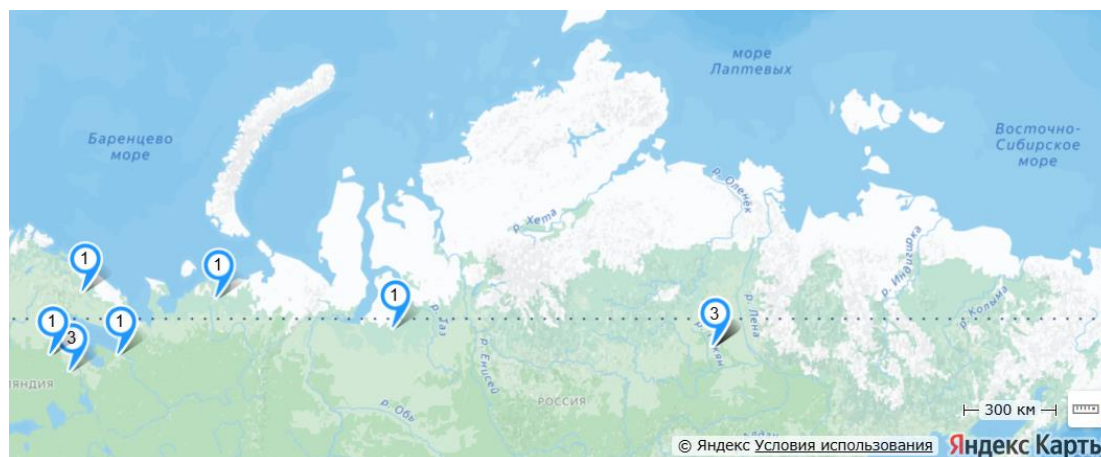 море
Лаптевых
Баренцево
море
Восточно-
Сибирское
море
р. Оленёк
р. Хета
р. Индигирка
1
1
1
3
1
3
1
р. Таз
р. Лена
р. Колыма
р. Енисей
ЛЯНДИЯ
р. Обь
РОССИЯ
300 км
© Яндекс Условия использования
Яндекс Карты